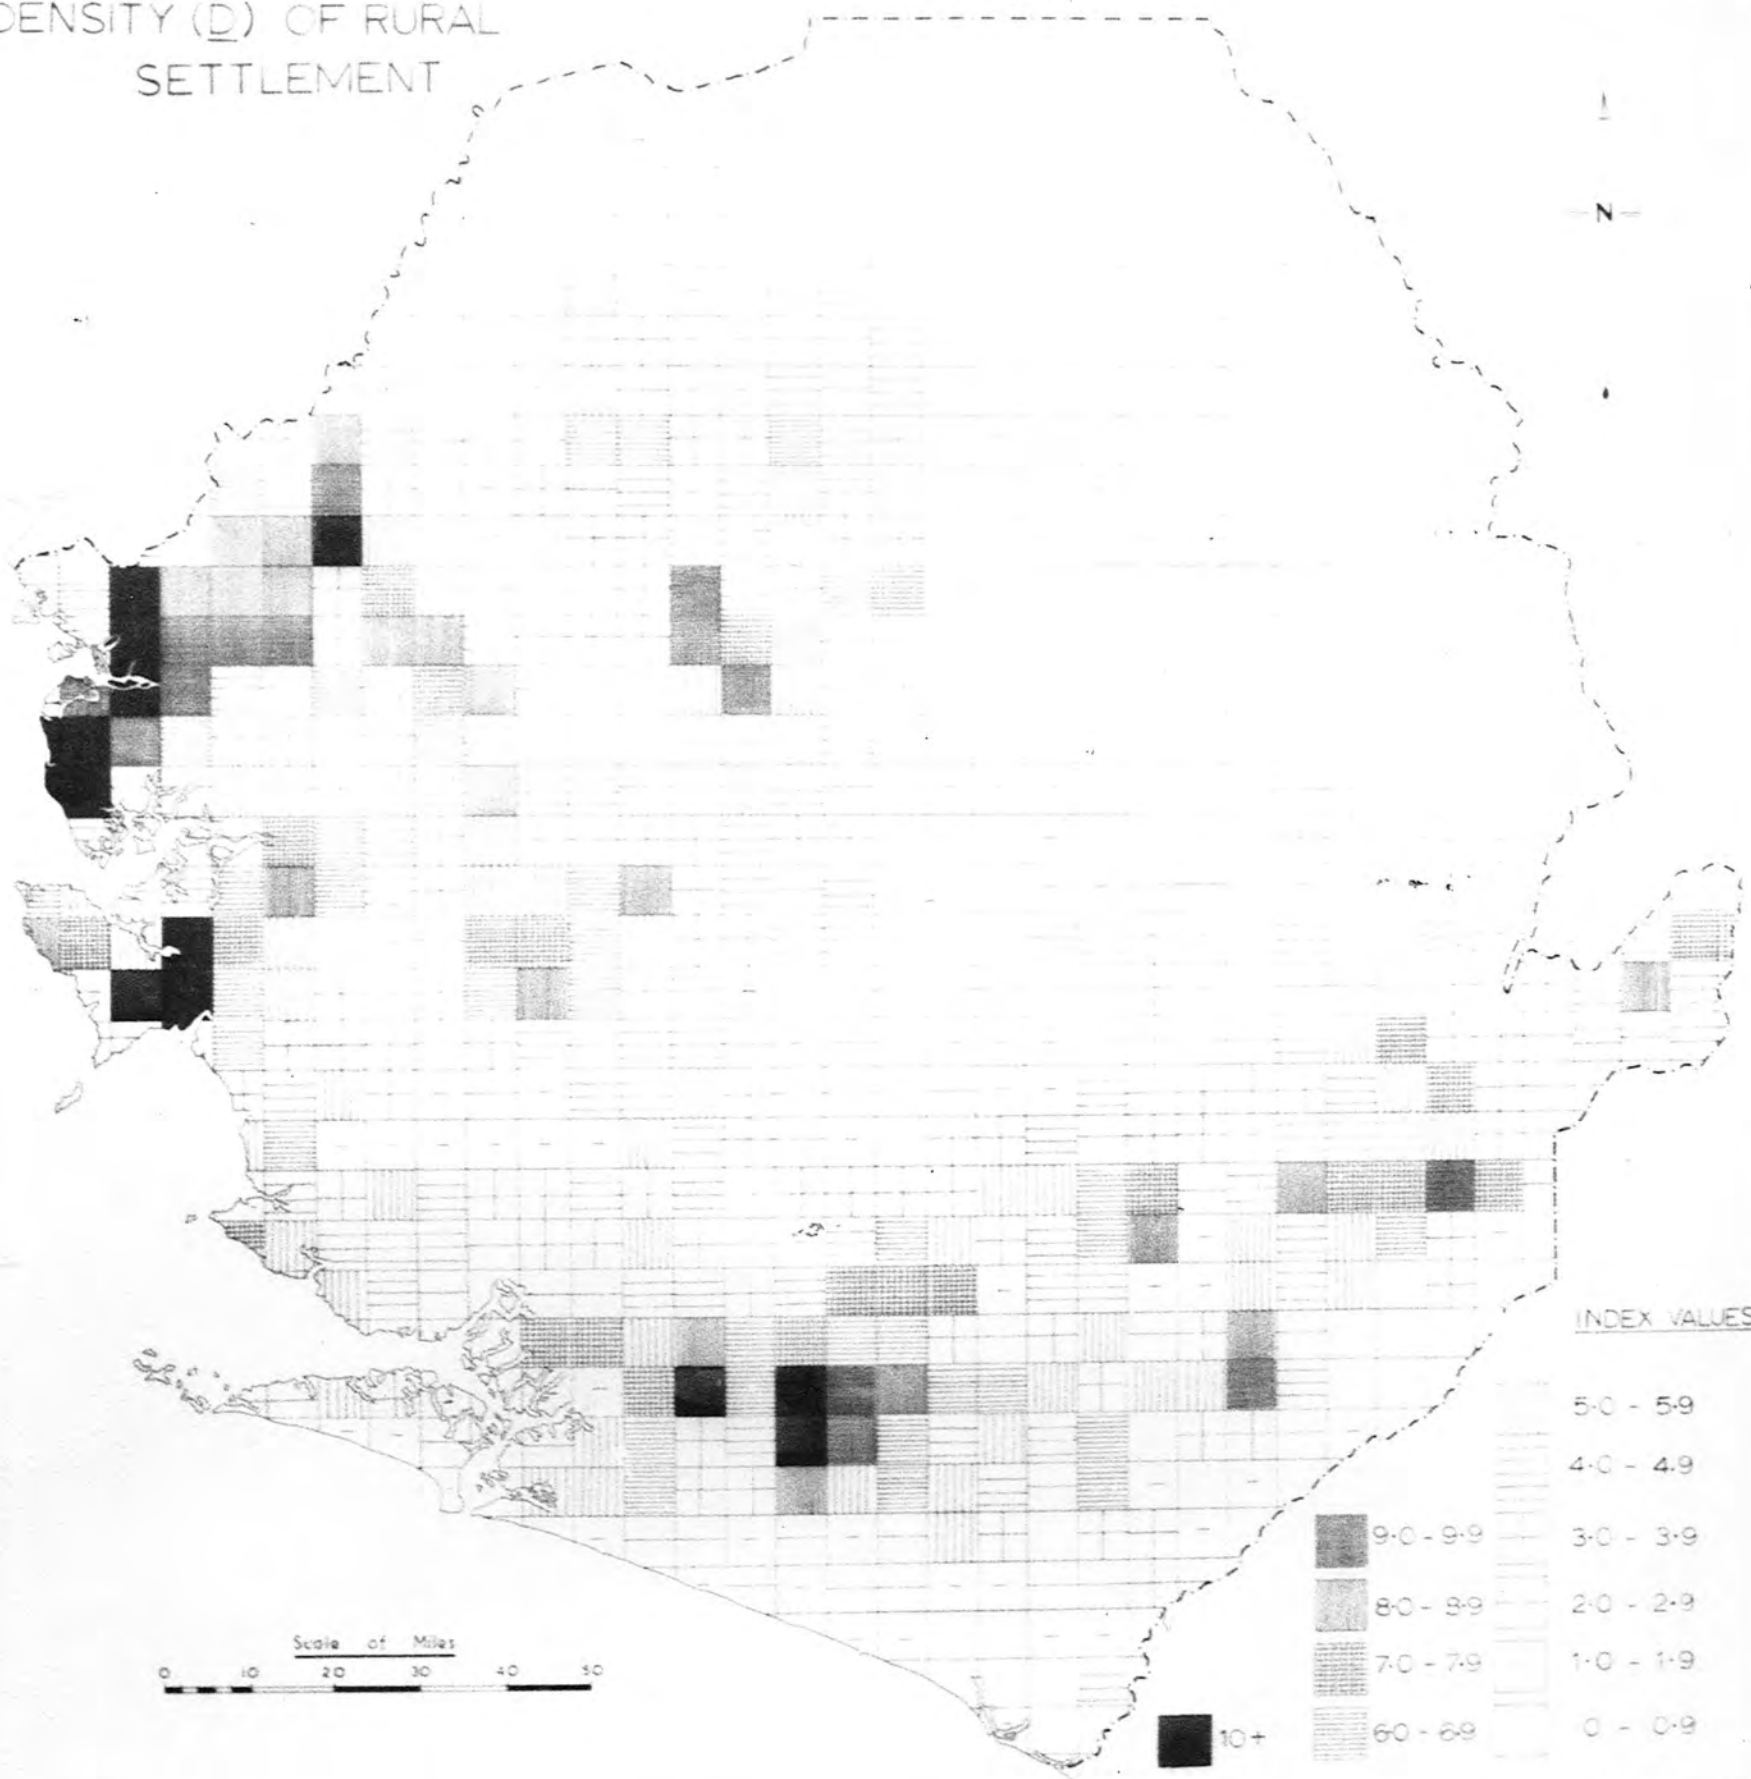 DENSITY (D) OF RURAL
SETTLEMENT
N
INDEX VALUES
5·0 - 5·9
4·0 - 4·9
9·0 - 9·9
3·0 - 3·9
8·0 - 8·9
2·0 - 2·9
7·0 - 7·9
1·0 - 1·9
10+
6·0 - 6·9
0 - 0·9
Scale of Miles
0 10 20 30 40 50